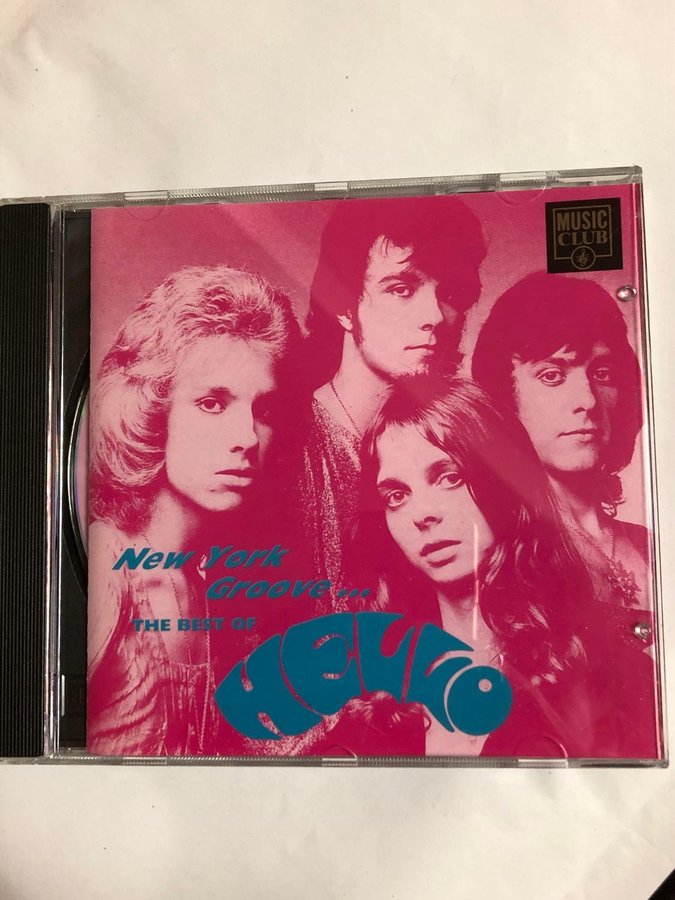 MUSIC
CLUB
New York
Groove...
THE BEST OF
HELLO